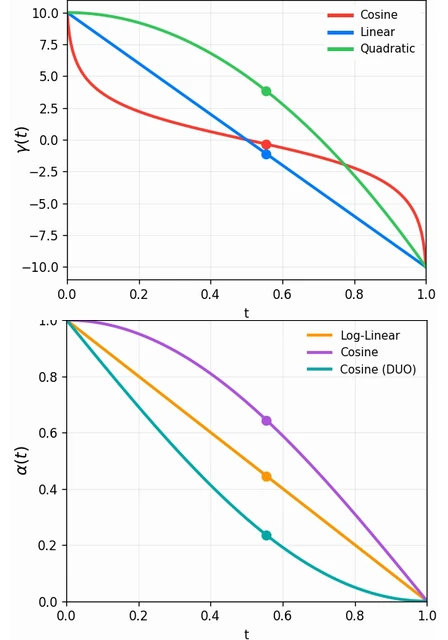 10.0
7.5
5.0
2.5
0.0
−2.5
−5.0
−7.5
−10.0
γ(t)
Cosine
Linear
Quadratic
0.0 0.2 0.4 0.6 0.8 1.0
t
1.0
0.8
0.6
0.4
0.2
0.0
α(t)
Log-Linear
Cosine
Cosine (DUO)
0.0 0.2 0.4 0.6 0.8 1.0
t